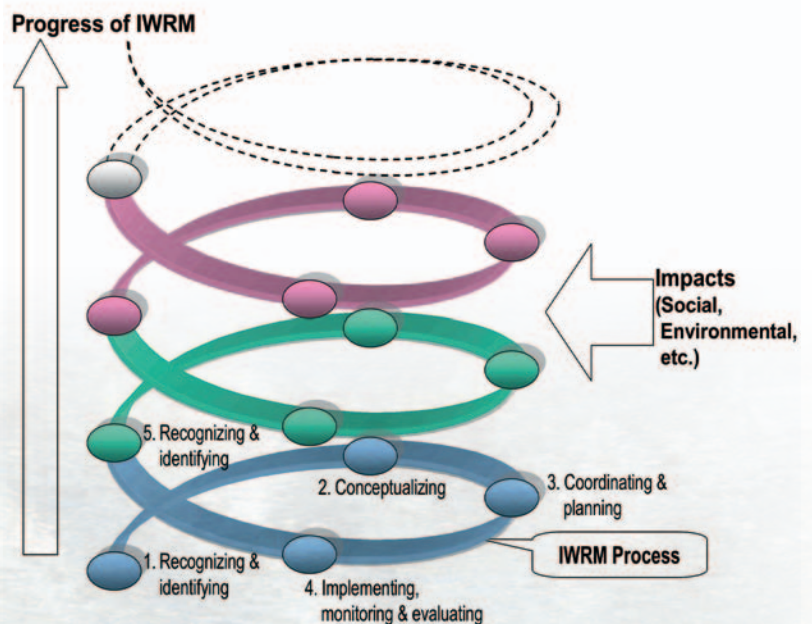 Progress of IWRM
Impacts
(Social,
Environmental,
etc.)
5. Recognizing &
identifying
2. Conceptualizing
3. Coordinating &
planning
1. Recognizing &
identifying
IWRM Process
4. Implementing,
monitoring & evaluating